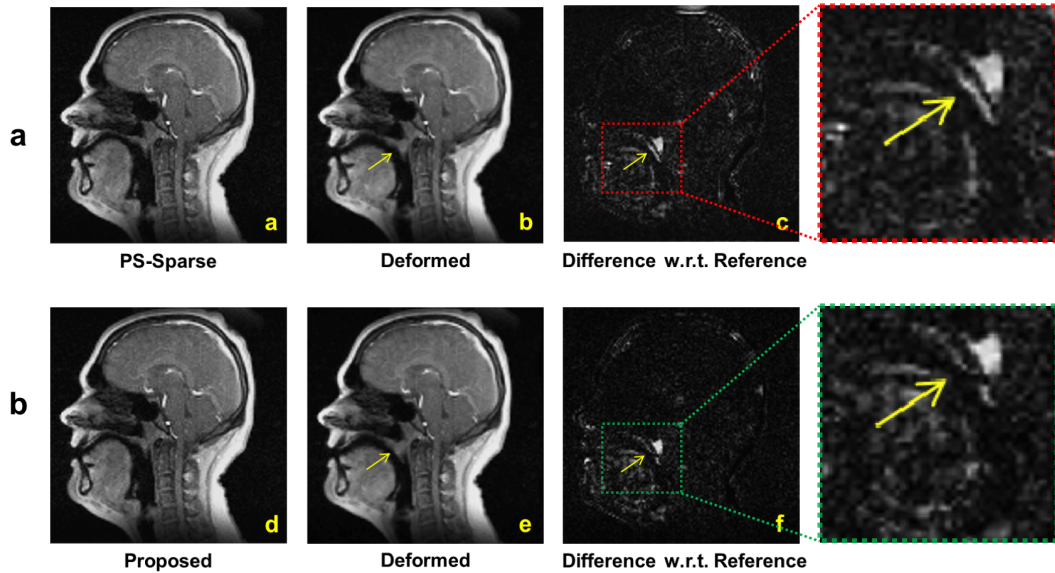 a
a
b
c
PS-Sparse
Deformed
Difference w.r.t. Reference
b
d
e
f
Proposed
Deformed
Difference w.r.t. Reference